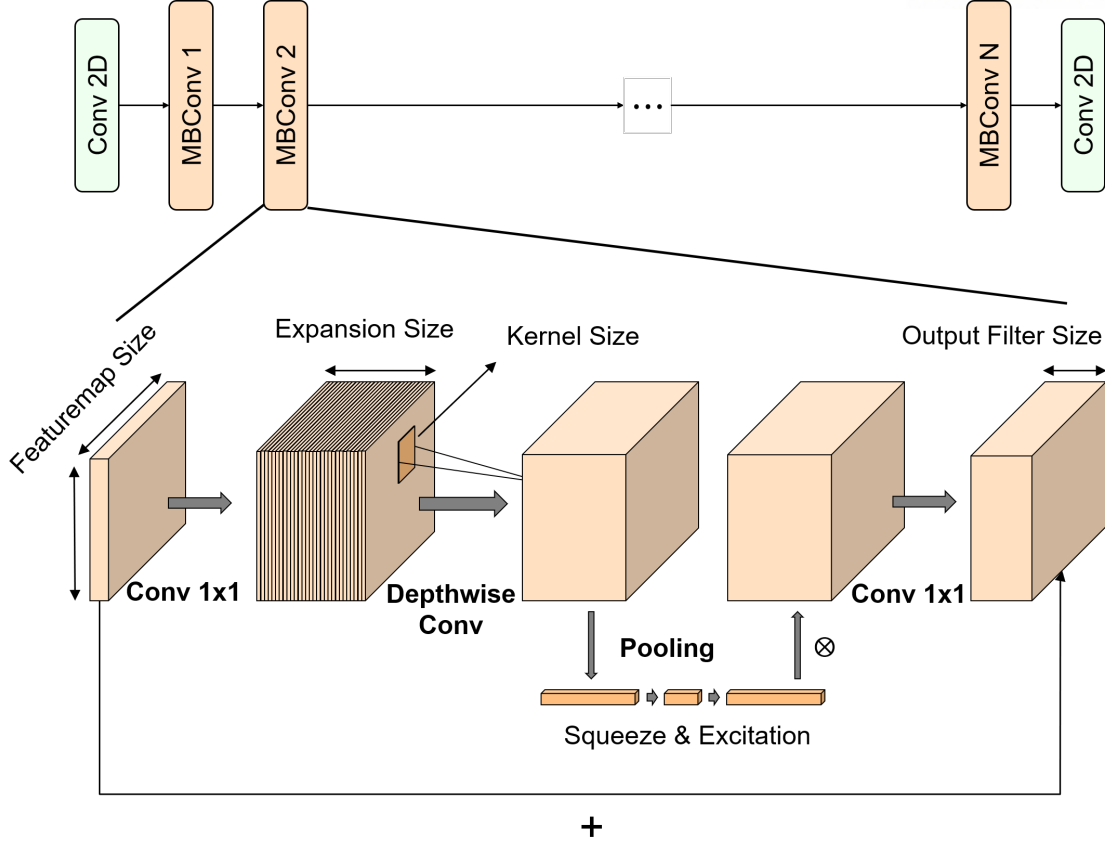 Conv 2D
MBConv 1
MBConv 2
...
MBConv N
Conv 2D
Featuremap Size
Expansion Size
Kernel Size
Output Filter Size
Conv 1x1
Depthwise
Conv
Conv 1x1
Pooling
⊗
Squeeze & Excitation
+